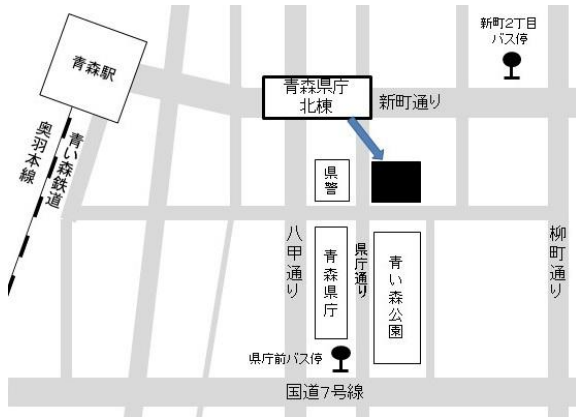 新町2丁目
バス停
青森駅
青森県庁
北棟
新町通り
奥羽本線
青い森鉄道
県警
八甲通り
青森県庁
県庁通り
青い森公園
柳町通り
県庁前バス停
国道7号線